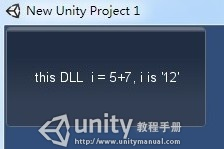 New Unity Project 1
this DLL i = 5+7, i is '12'
unity 教程手册
www.unitymanual.com